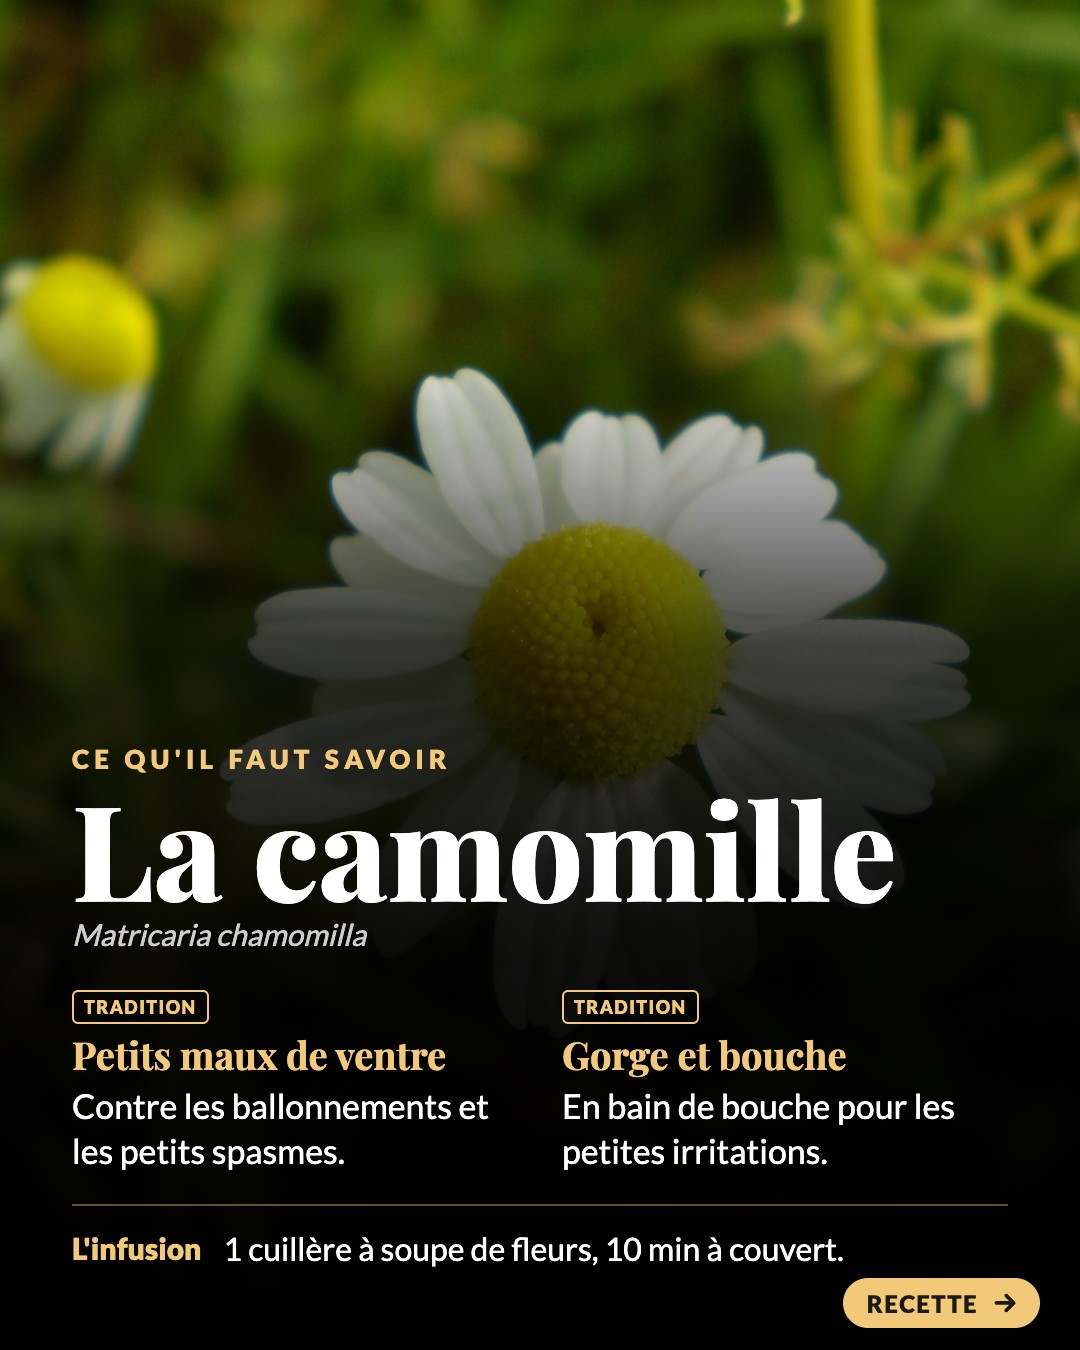 CE QU'IL FAUT SAVOIR
La camomille
Matricaria chamomilla
TRADITION
Petits maux de ventre
Contre les ballonnements et
les petits spasmes.
TRADITION
Gorge et bouche
En bain de bouche pour les
petites irritations.
L'infusion 1 cuillère à soupe de fleurs, 10 min à couvert.
RECETTE →